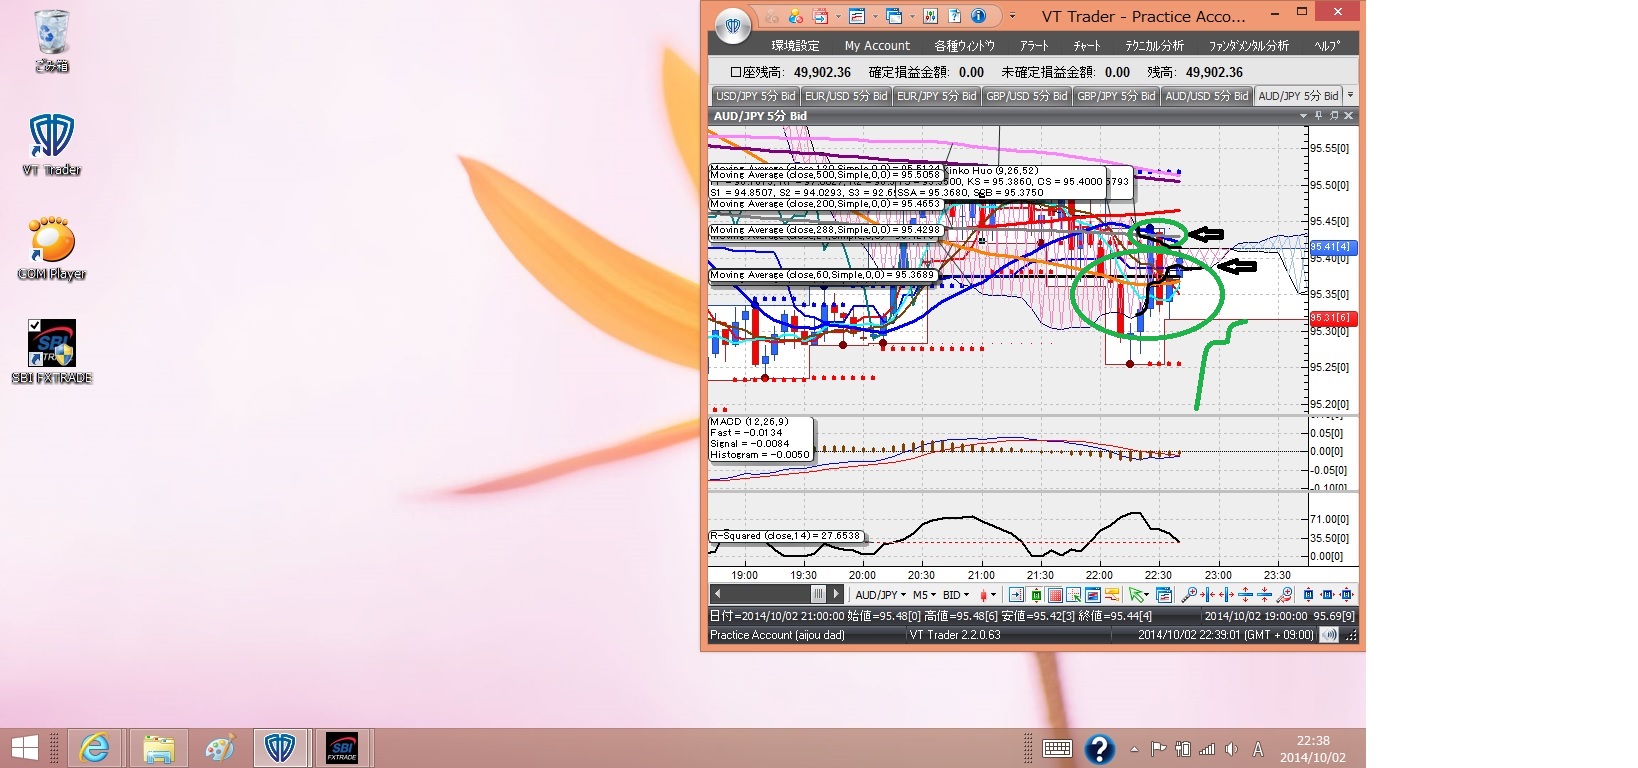 ごみ箱
VT Trader
GOM Player
SBI FXTRADE
VT Trader - Practice Acco...
環境設定 My Account 各種ウィンドウ アラート チャート テクニカル分析 ファンダメンタル分析 ヘルプ
口座残高: 49,902.36 確定損益金額: 0.00 未確定損益金額: 0.00 残高: 49,902.36
USD/JPY 5分 Bid EUR/USD 5分 Bid EUR/JPY 5分 Bid GBP/USD 5分 Bid GBP/JPY 5分 Bid AUD/USD 5分 Bid AUD/JPY 5分 Bid
AUD/JPY 5分 Bid
Moving Average (close,500,Simple,0,0) = 95.5058
inko Huo (9,26,52)
500, KS = 95.3860, CS = 95.4000
5793
S1 = 94.8507, S2 = 94.0293, S3 = 92.6
SSA = 95.3680, SSB = 95.3750
Moving Average (close,200,Simple,0,0) = 95.4653
Moving Average (close,288,Simple,0,0) = 95.4298
Moving Average (close,60,Simple,0,0) = 95.3689
95.55[0]
95.50[0]
95.45[0]
95.41[4]
95.40[0]
95.35[0]
95.31[6]
95.30[0]
95.25[0]
95.20[0]
MACD (12,26,9)
Fast = -0.0134
Signal = -0.0084
Histogram = -0.0050
0.05[0]
0.00[0]
-0.05[0]
-0.10[0]
R-Squared (close,14) = 27.6538
71.00[0]
35.50[0]
0.00[0]
19:00 19:30 20:00 20:30 21:00 21:30 22:00 22:30 23:00 23:30
AUD/JPY M5 BID
日付=2014/10/02 21:00:00 始値=95.48[0] 高値=95.48[6] 安値=95.42[3] 終値=95.44[4] 2014/10/02 19:00:00 95.69[9]
Practice Account (aijou dad) VT Trader 2.2.0.63 2014/10/02 22:39:01 (GMT + 09:00)
SBI
FXTRADE
A
22:38
2014/10/02